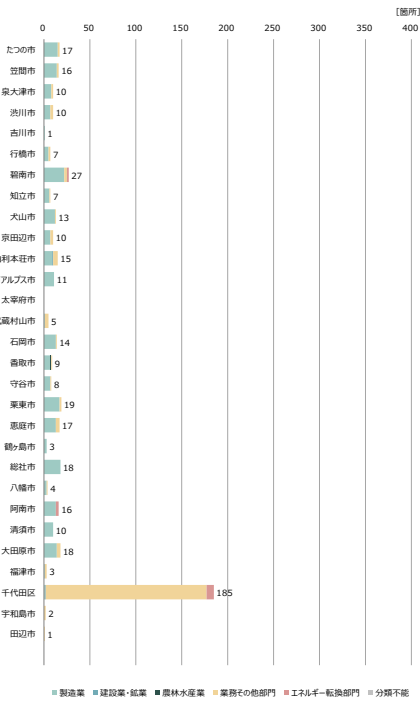 [箇所]
0 50 100 150 200 250 300 350 400
たつの市 17
笠間市 16
泉大津市 10
渋川市 10
吉川市 1
行橋市 7
碧南市 27
知立市 7
犬山市 13
京田辺市 10
利本荘市 15
アルプス市 11
太宰府市
蔵村山市 5
石岡市 14
香取市 9
守谷市 8
栗東市 19
恵庭市 17
鶴ヶ島市 3
総社市 18
八幡市 4
阿南市 16
清須市 10
大田原市 18
福津市 3
千代田区 185
宇和島市 2
田辺市 1
製造業 建設業・鉱業 農林水産業 業務その他部門 エネルギー転換部門 分類不能